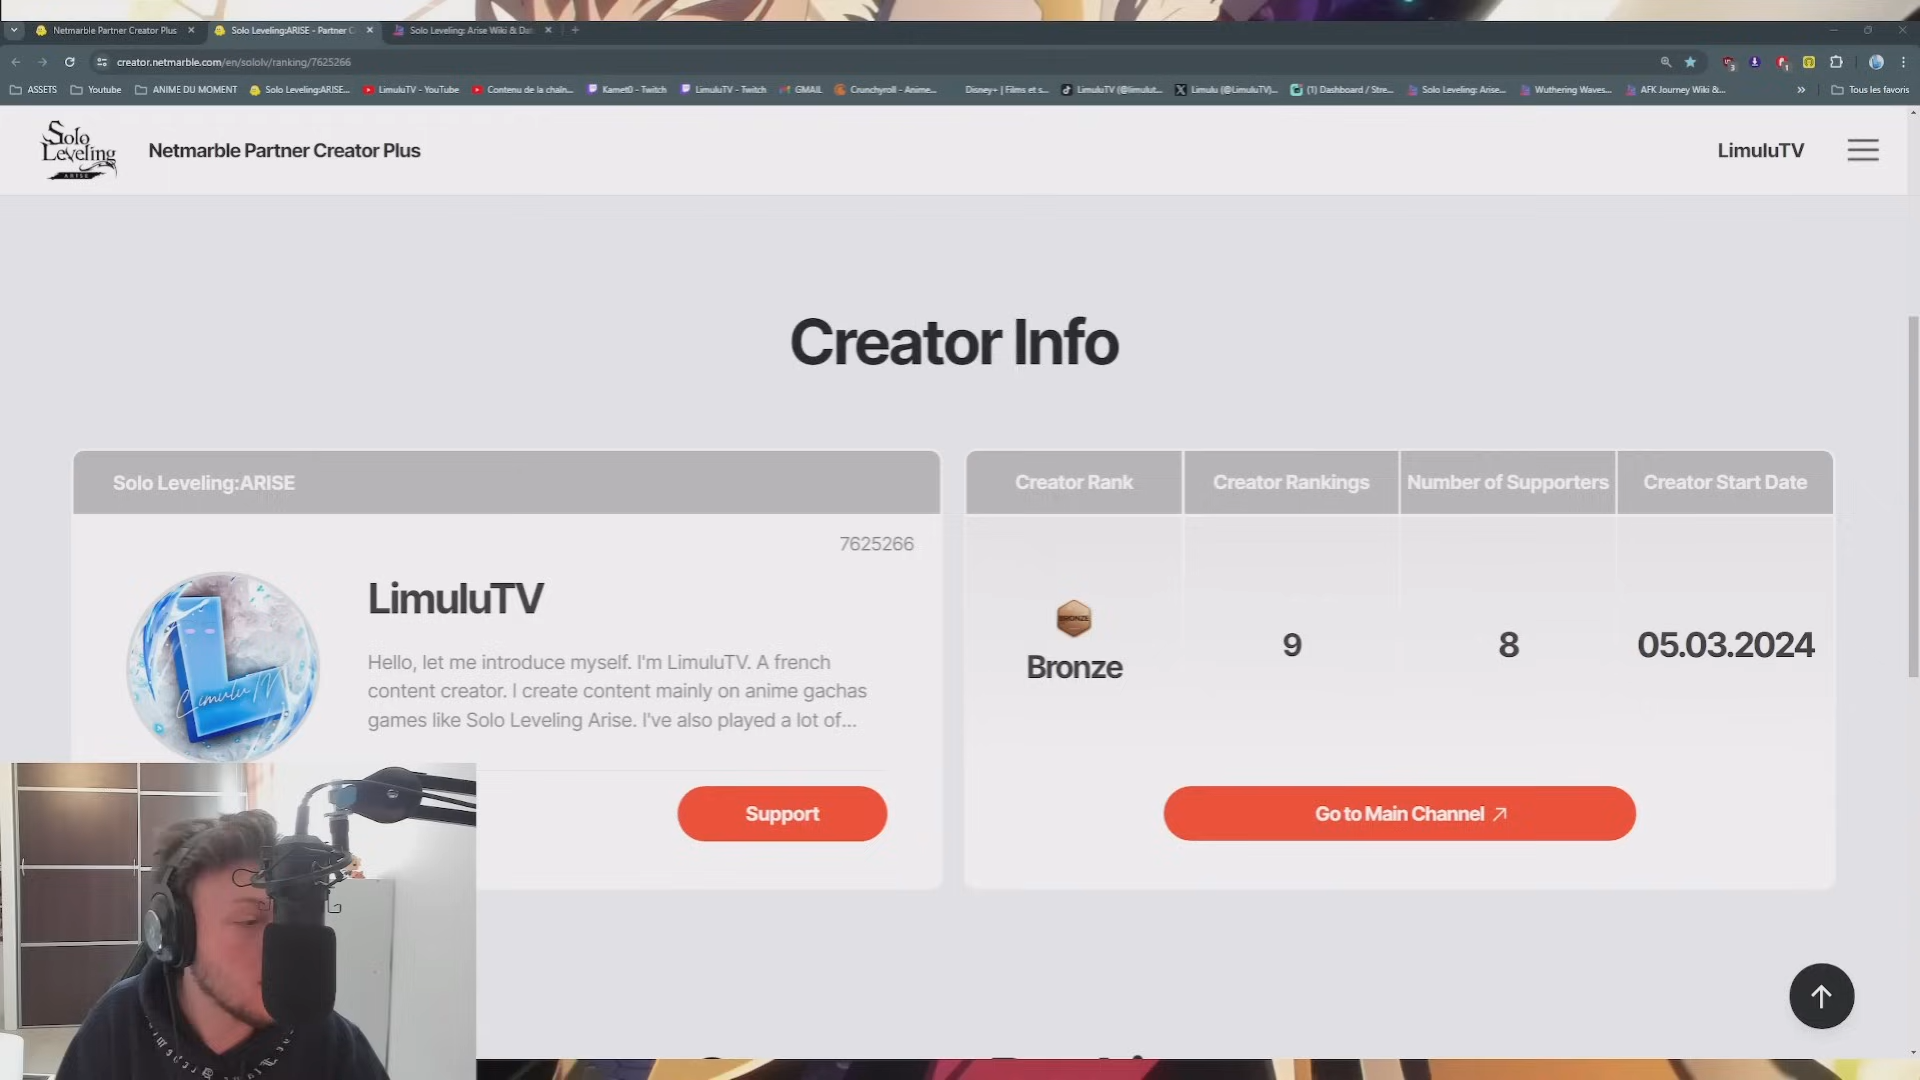 Netmarble Partner Creator Plus
Solo Leveling:ARISE - Partner C
Solo Leveling: Arise Wiki & Da
creator.netmarble.com/en/sololv/ranking/7625266
ASSETS
Youtube
ANIME DU MOMENT
Solo Leveling:ARISE...
LimuluTV - YouTube
Contenu de la chaîn...
Kamet0 - Twitch
LimuluTV - Twitch
GMAIL
Crunchyroll - Anime...
Disney+ | Films et s...
LimuluTV (@limulut...
Limulu (@LimuluTV)...
(1) Dashboard / Stre...
Solo Leveling: Arise...
Wuthering Waves...
AFK Journey Wiki &...
»
Tous les favoris
Solo
Leveling
ARISE
Netmarble Partner Creator Plus
LimuluTV
Creator Info
Solo Leveling:ARISE
7625266
LimuluTV
Hello, let me introduce myself. I'm LimuluTV. A french
content creator. I create content mainly on anime gachas
games like Solo Leveling Arise. I've also played a lot of...
LimuluTV
Support
Creator Rank
Creator Rankings
Number of Supporters
Creator Start Date
BRONZE
Bronze
9
8
05.03.2024
Go to Main Channel